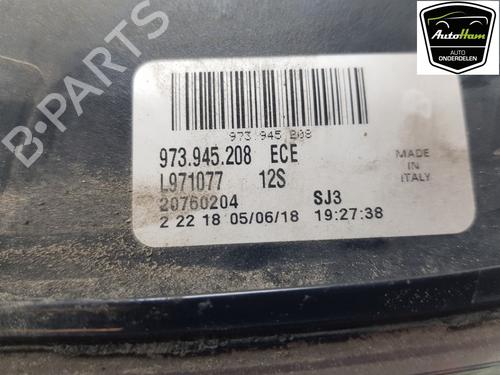 AutoHam
AUTO
ONDERDELEN
B-PARTS
973.945.208
973.945.208 ECE
L971077 12S
20760204 SJ3
2 22 18 05/06/18 19:27:38
MADE
IN
ITALY